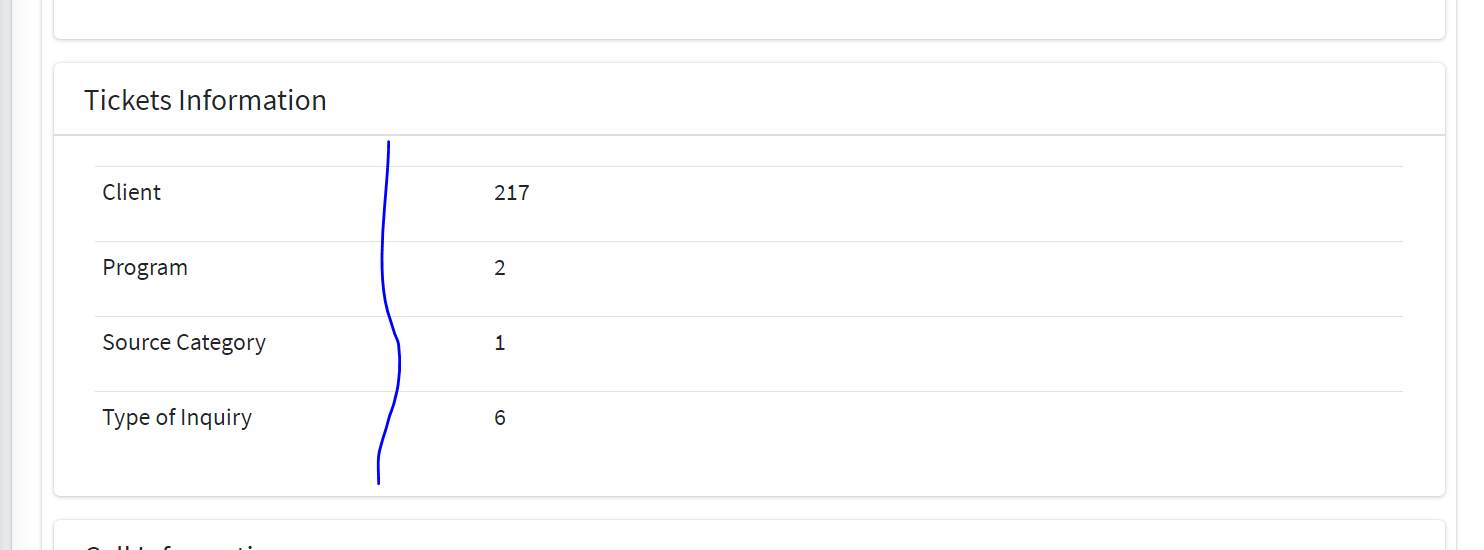 Tickets Information
Client 217
Program 2
Source Category 1
Type of Inquiry 6